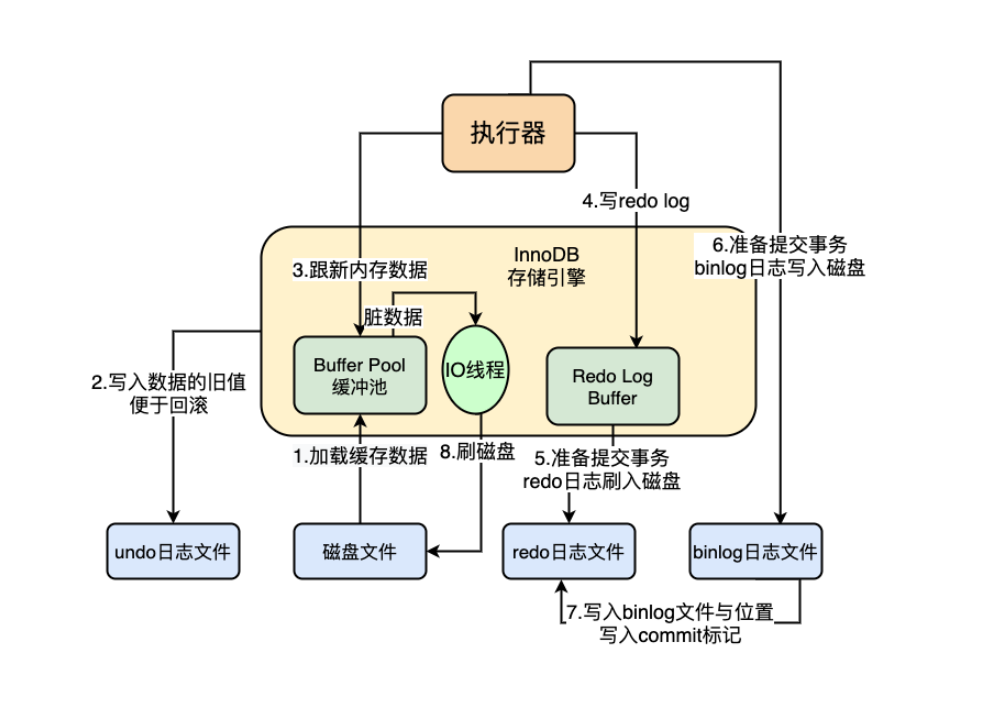 执行器
4.写redo log
6.准备提交事务
binlog日志写入磁盘
InnoDB
存储引擎
3.跟新内存数据
脏数据
Buffer Pool
缓冲池
IO线程
Redo Log
Buffer
2.写入数据的旧值
便于回滚
1.加载缓存数据
8.刷磁盘
5.准备提交事务
redo日志刷入磁盘
undo日志文件
磁盘文件
redo日志文件
binlog日志文件
7.写入binlog文件与位置
写入commit标记